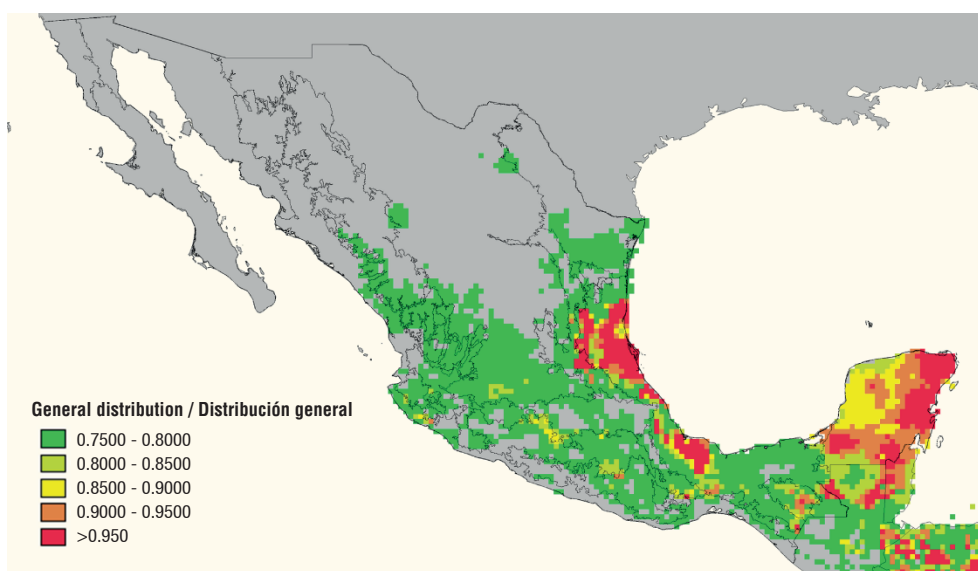 General distribution / Distribución general
0.7500 - 0.8000
0.8000 - 0.8500
0.8500 - 0.9000
0.9000 - 0.9500
>0.950